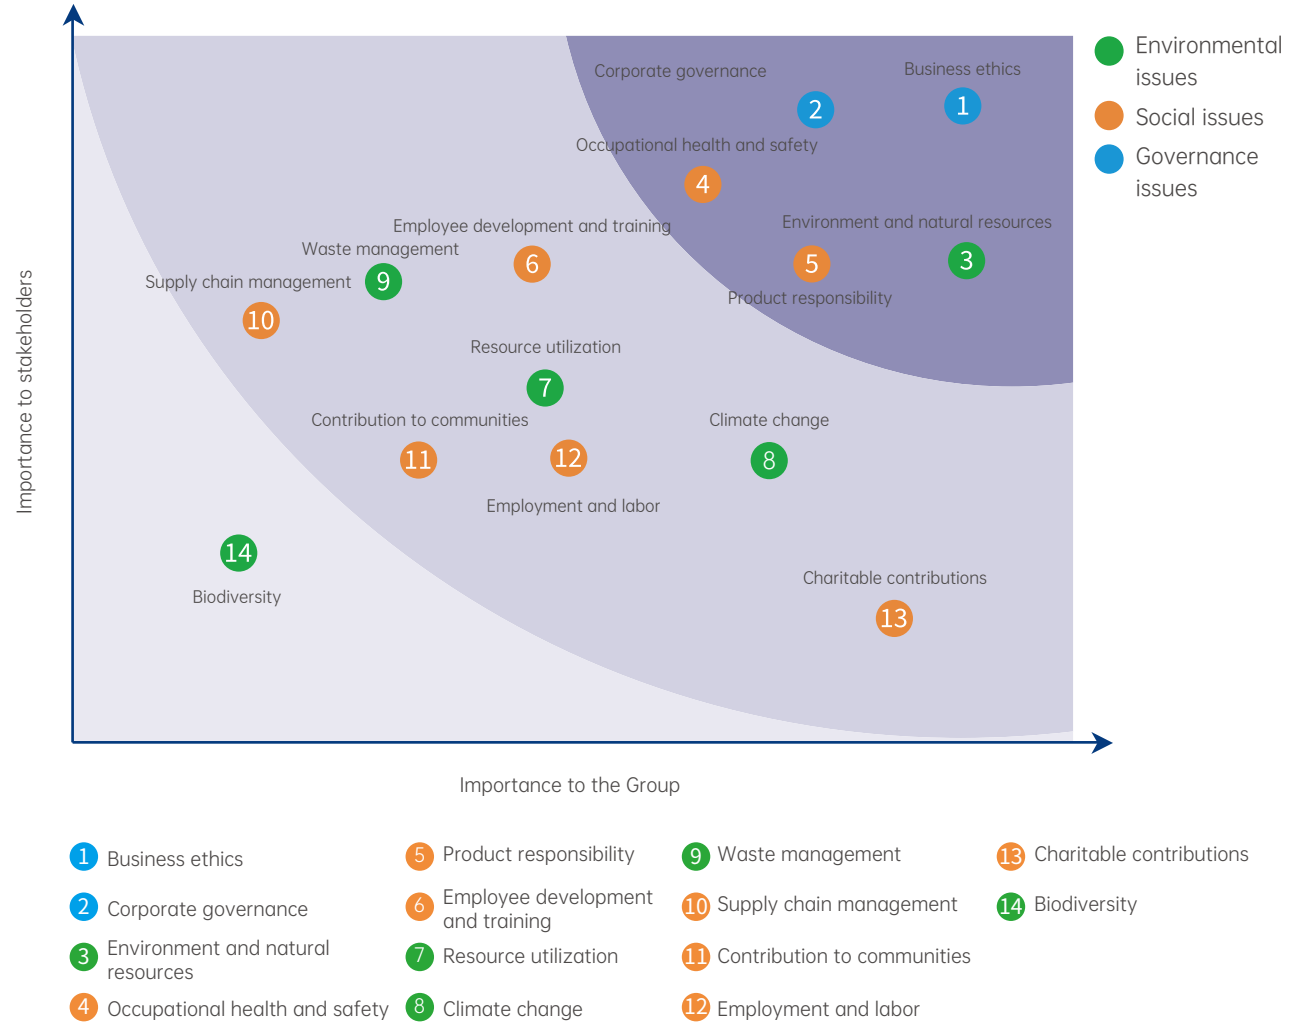 Environmental
issues
Social issues
Governance
issues
Corporate governance
2
Business ethics
1
Occupational health and safety
4
Environment and natural resources
3
5
Product responsibility
Employee development and training
6
Waste management
9
Supply chain management
10
Resource utilization
7
Contribution to communities
11
12
Employment and labor
Climate change
8
14
Biodiversity
Charitable contributions
13
Importance to stakeholders
Importance to the Group
1 Business ethics
2 Corporate governance
3 Environment and natural
resources
4 Occupational health and safety
5 Product responsibility
6 Employee development
and training
7 Resource utilization
8 Climate change
9 Waste management
10 Supply chain management
11 Contribution to communities
12 Employment and labor
13 Charitable contributions
14 Biodiversity